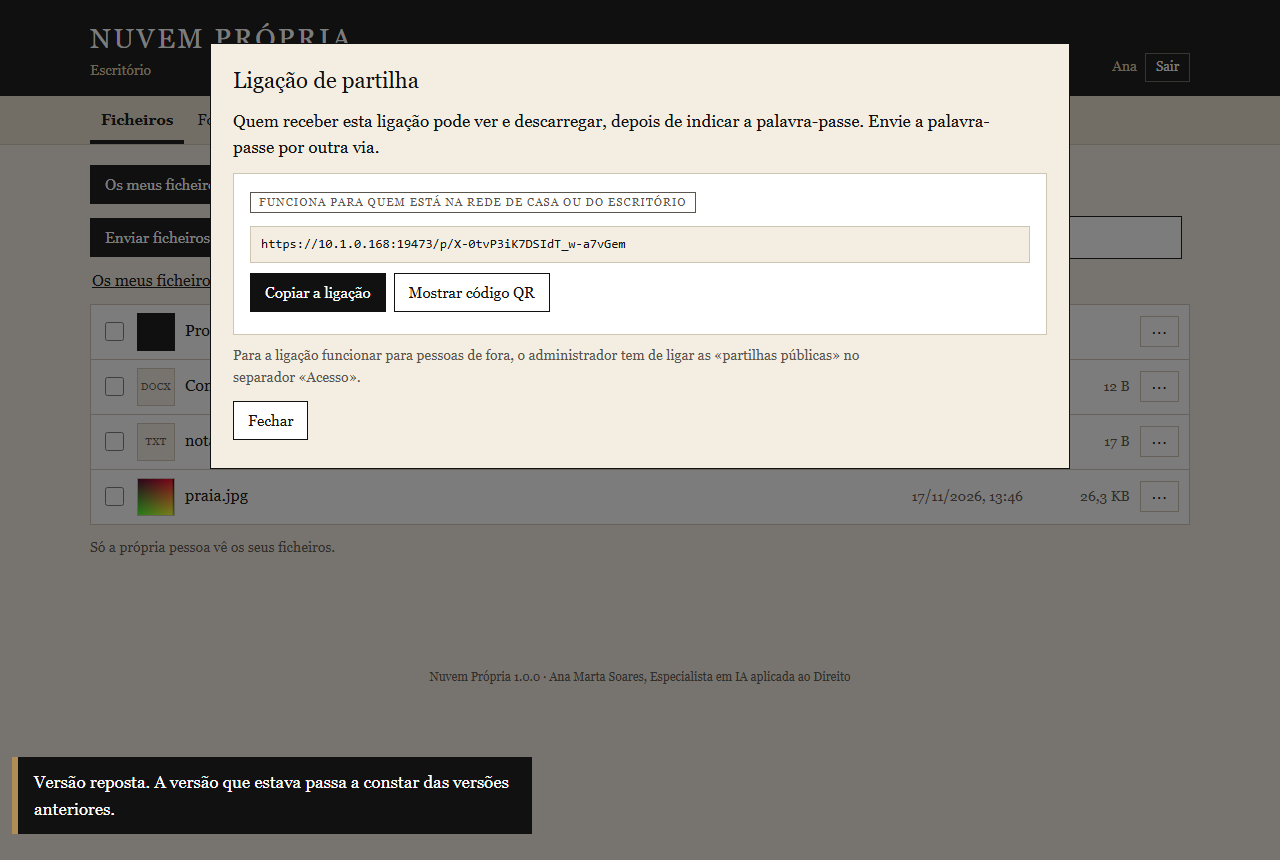 NUVEM PRÓPRIA
Escritório
Ana
Sair
Ficheiros
Os meus ficheiro
Enviar ficheiros
Os meus ficheiro
Ligação de partilha
Quem receber esta ligação pode ver e descarregar, depois de indicar a palavra-passe. Envie a palavra-
passe por outra via.
FUNCIONA PARA QUEM ESTÁ NA REDE DE CASA OU DO ESCRITÓRIO
https://10.1.0.168:19473/p/X-0tvP3iK7DSIdT_w-a7vGem
Copiar a ligação
Mostrar código QR
Para a ligação funcionar para pessoas de fora, o administrador tem de ligar as «partilhas públicas» no
separador «Acesso».
Fechar
Pro
...
DOCX
Con
12 B
...
TXT
nota
17 B
...
praia.jpg
17/11/2026, 13:46
26,3 KB
...
Só a própria pessoa vê os seus ficheiros.
Nuvem Própria 1.0.0 · Ana Marta Soares, Especialista em IA aplicada ao Direito
Versão reposta. A versão que estava passa a constar das versões
anteriores.